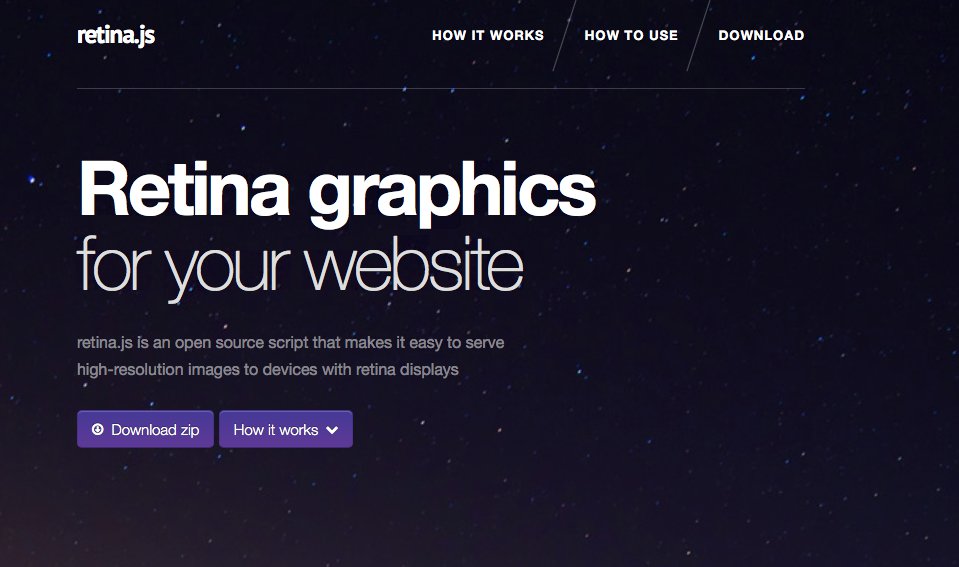 retina.js
HOW IT WORKS
HOW TO USE
DOWNLOAD
Retina graphics
for your website
retina.js is an open source script that makes it easy to serve
high-resolution images to devices with retina displays
Download zip
How it works